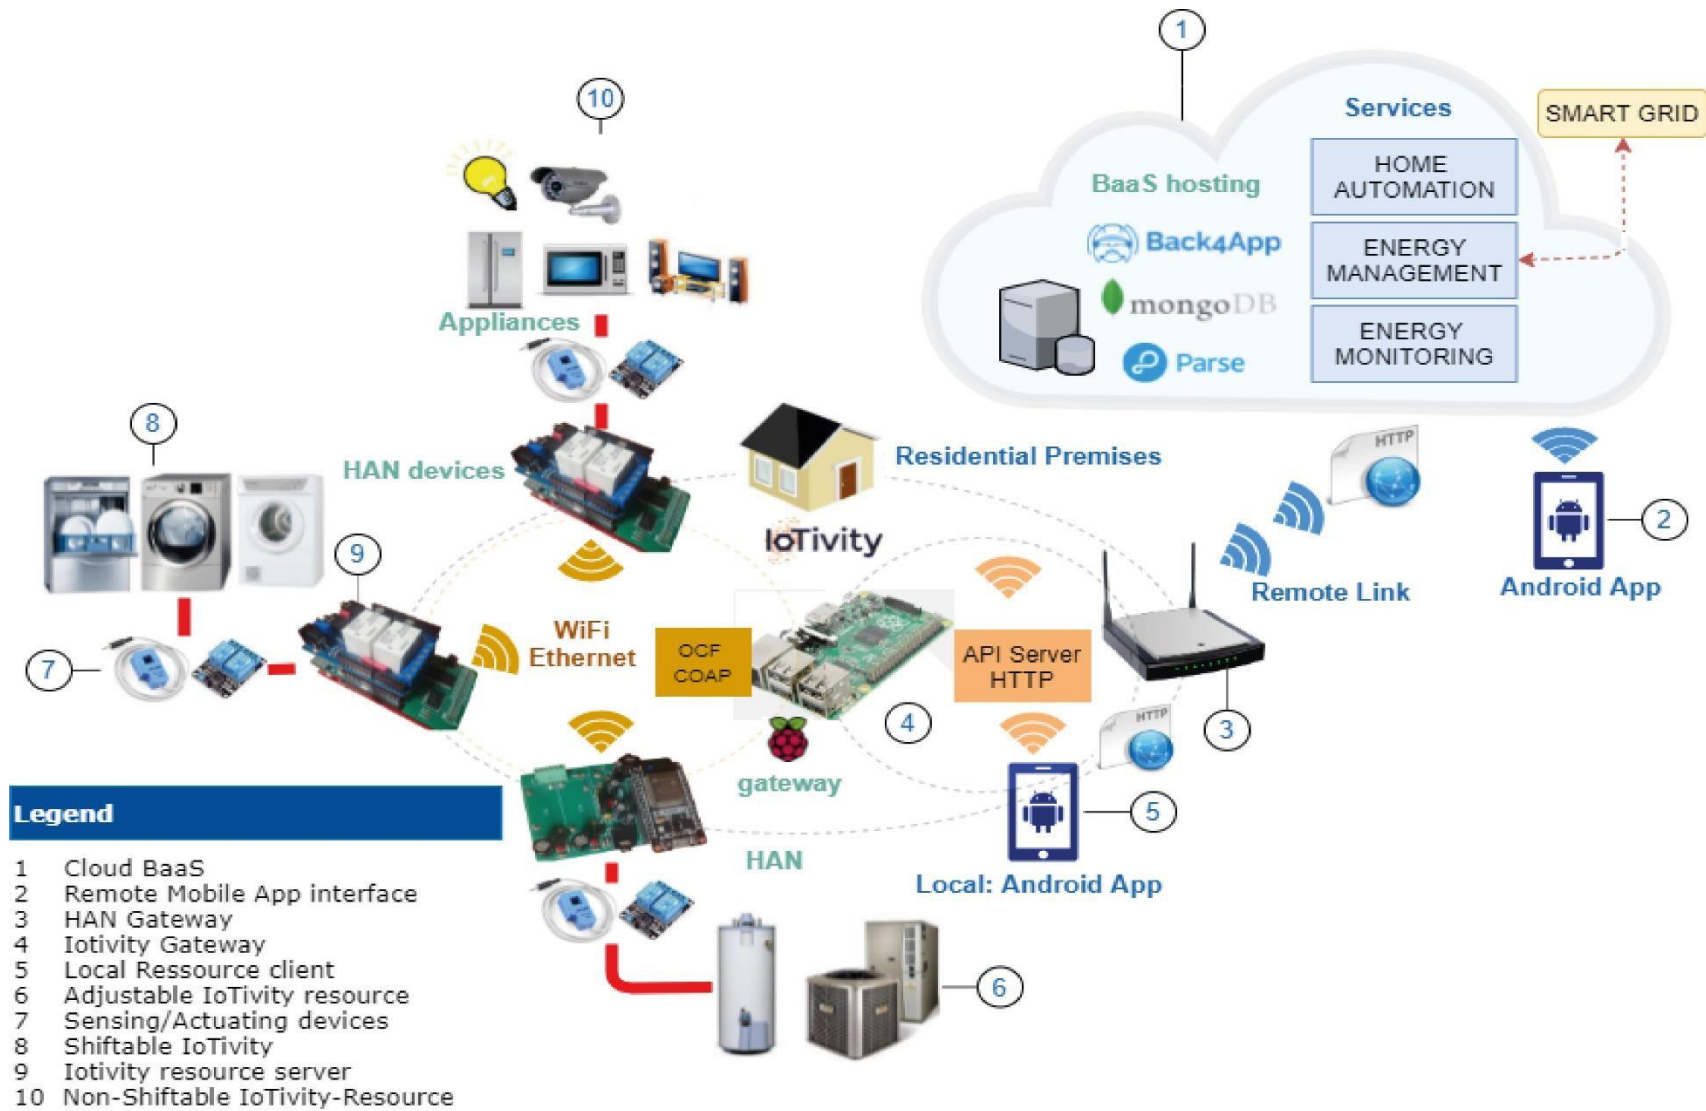 1
10
Services
SMART GRID
HOME
AUTOMATION
BaaS hosting
Back4App
ENERGY
MANAGEMENT
mongoDB
ENERGY
MONITORING
Parse
Appliances
8
HTTP
HAN devices
Residential Premises
2
IoTivity
9
Android App
Remote Link
WiFi
Ethernet
OCF
COAP
API Server
HTTP
7
4
3
HTTP
gateway
5
HAN
Local: Android App
6
Legend
1 Cloud BaaS
2 Remote Mobile App interface
3 HAN Gateway
4 Iotivity Gateway
5 Local Ressource client
6 Adjustable IoTivity resource
7 Sensing/Actuating devices
8 Shiftable IoTivity
9 Iotivity resource server
10 Non-Shiftable IoTivity-Resource